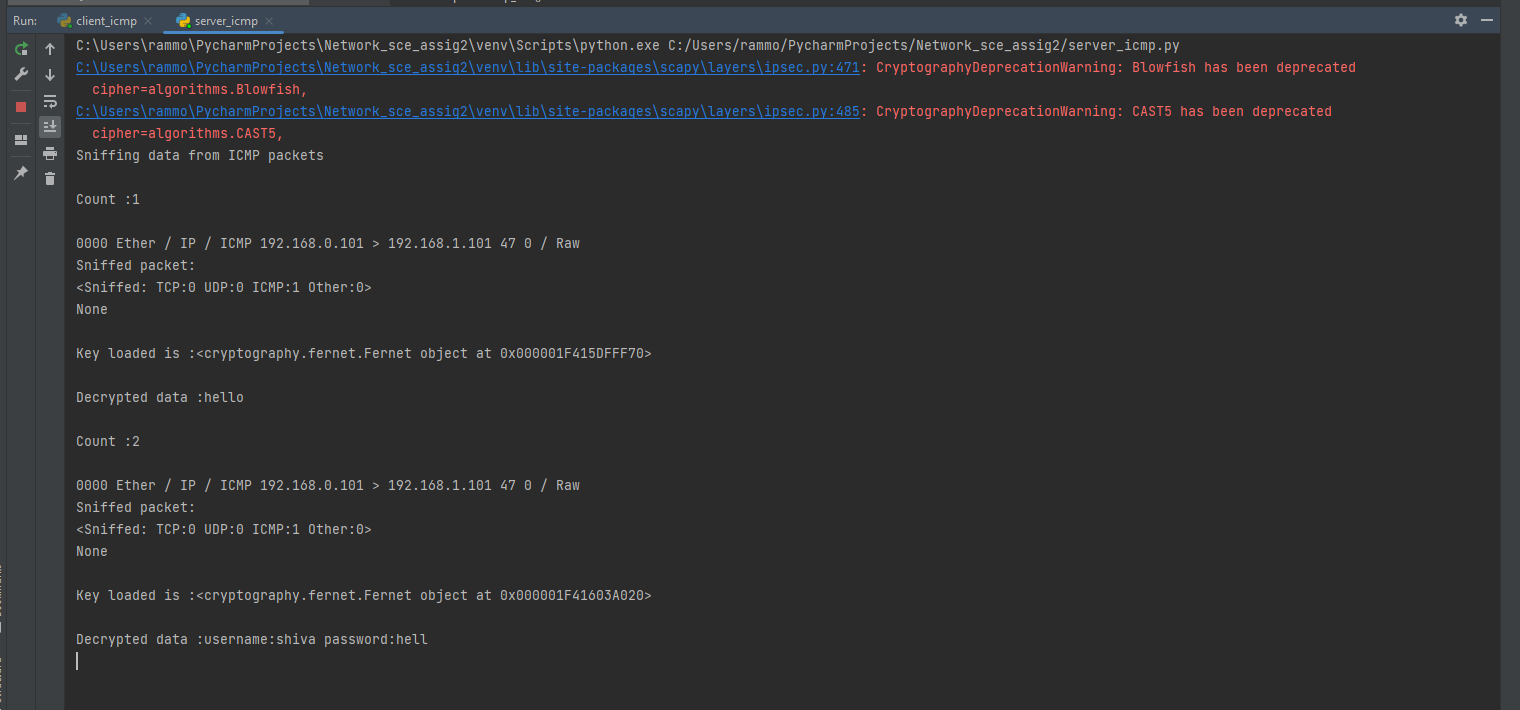 Run: client_icmp server_icmp
C:\Users\rammo\PycharmProjects\Network_sce_assig2\venv\Scripts\python.exe C:/Users/rammo/PycharmProjects/Network_sce_assig2/server_icmp.py
C:\Users\rammo\PycharmProjects\Network_sce_assig2\venv\lib\site-packages\scapy\layers\ipsec.py:471: CryptographyDeprecationWarning: Blowfish has been deprecated
cipher=algorithms.Blowfish,
C:\Users\rammo\PycharmProjects\Network_sce_assig2\venv\lib\site-packages\scapy\layers\ipsec.py:485: CryptographyDeprecationWarning: CAST5 has been deprecated
cipher=algorithms.CAST5,
Sniffing data from ICMP packets
Count :1
0000 Ether / IP / ICMP 192.168.0.101 > 192.168.1.101 47 0 / Raw
Sniffed packet:
<Sniffed: TCP:0 UDP:0 ICMP:1 Other:0>
None
Key loaded is :<cryptography.fernet.Fernet object at 0x000001F415DFFF70>
Decrypted data :hello
Count :2
0000 Ether / IP / ICMP 192.168.0.101 > 192.168.1.101 47 0 / Raw
Sniffed packet:
<Sniffed: TCP:0 UDP:0 ICMP:1 Other:0>
None
Key loaded is :<cryptography.fernet.Fernet object at 0x000001F41603A020>
Decrypted data :username:shiva password:hell